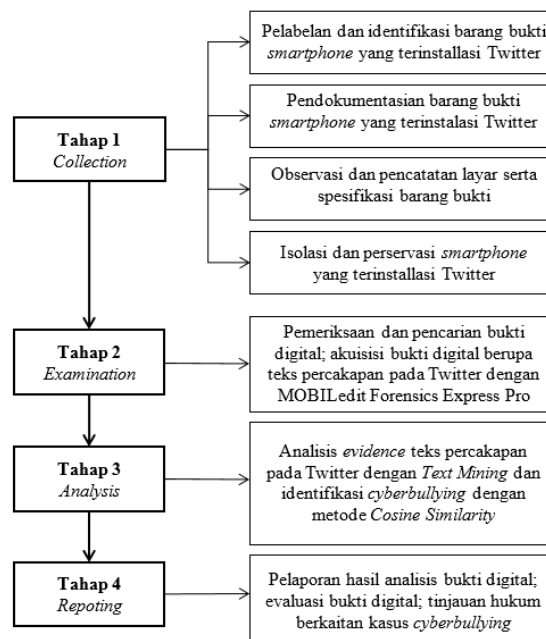 Tahap 1
Collection
Pelabelan dan identifikasi barang bukti
smartphone yang terinstallasi Twitter
Pendokumentasian barang bukti
smartphone yang terinstalasi Twitter
Observasi dan pencatatan layar serta
spesifikasi barang bukti
Isolasi dan perservasi smartphone
yang terinstallasi Twitter
Tahap 2
Examination
Pemeriksaan dan pencarian bukti
digital; akuisisi bukti digital berupa
teks percakapan pada Twitter dengan
MOBILedit Forensics Express Pro
Tahap 3
Analysis
Analisis evidence teks percakapan
pada Twitter dengan Text Mining dan
identifikasi cyberbullying dengan
metode Cosine Similarity
Tahap 4
Repoting
Pelaporan hasil analisis bukti digital;
evaluasi bukti digital; tinjauan hukum
berkaitan kasus cyberbullying